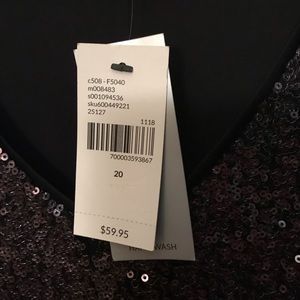 c508 - F5040
m008483
s001094536
sku600449221
25127
1118
700003593867
20
$59.95
WASH